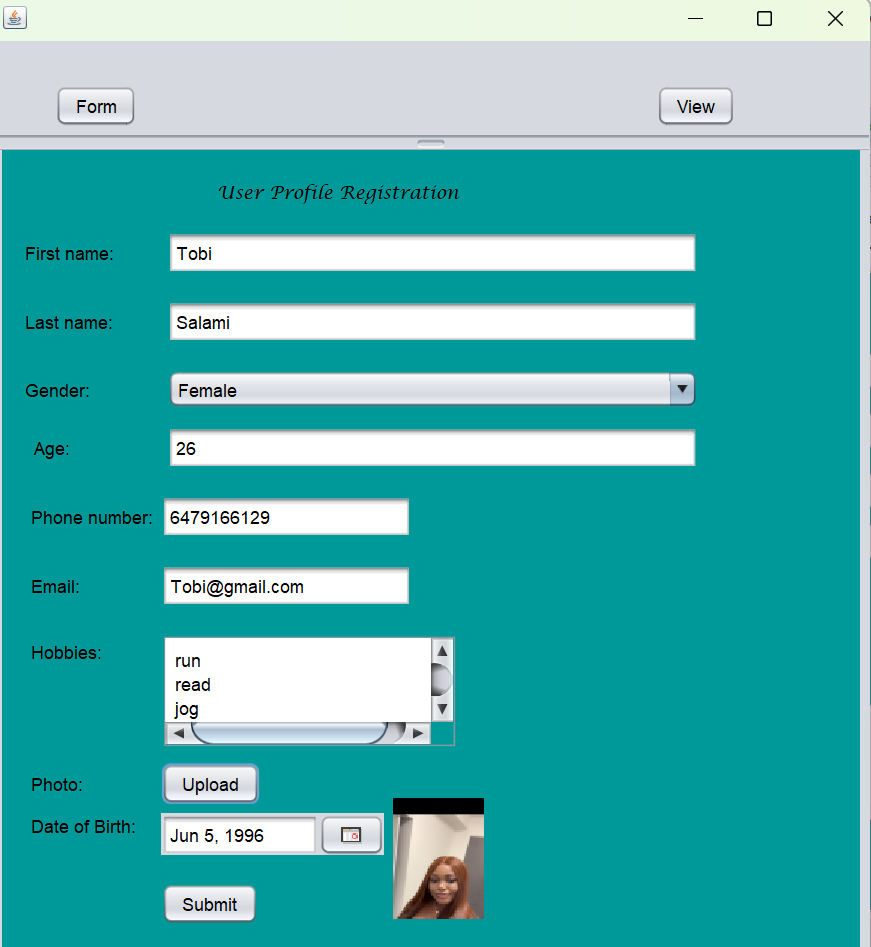 Form View
User Profile Registration
First name: Tobi
Last name: Salami
Gender: Female
Age: 26
Phone number: 6479166129
Email: Tobi@gmail.com
Hobbies:
run
read
jog
Photo: Upload
Date of Birth: Jun 5, 1996
Submit